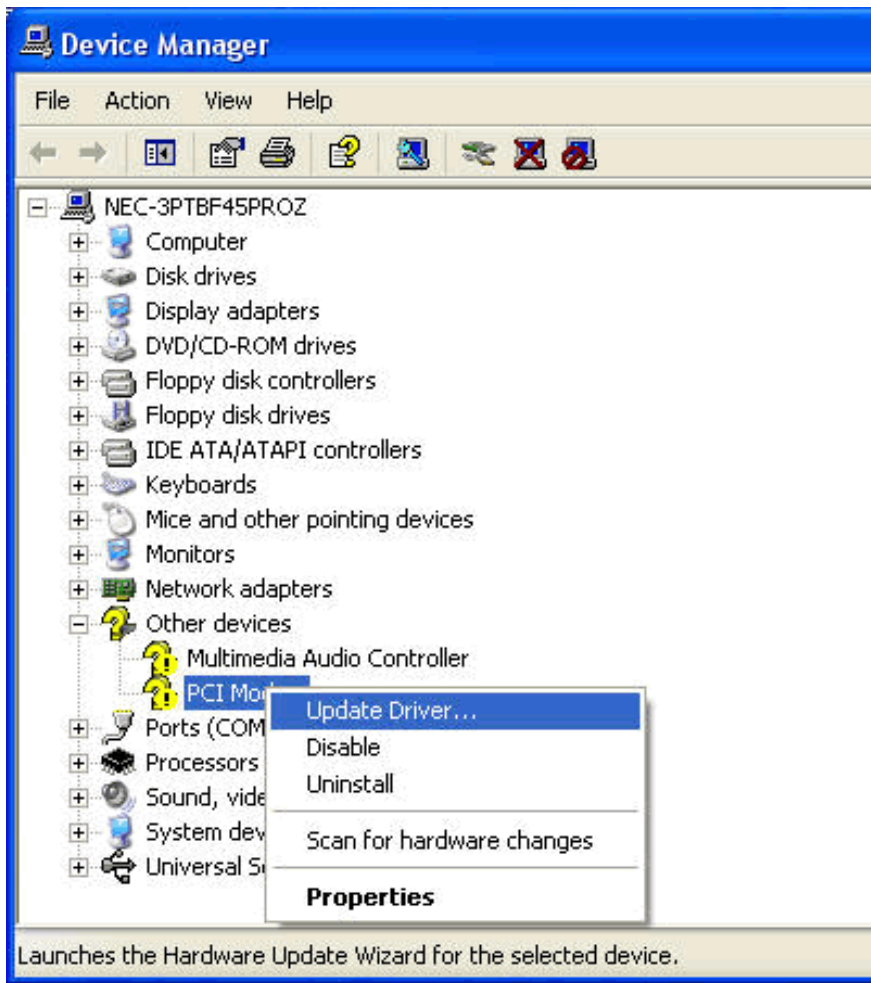 Device Manager
File Action View Help
NEC-3PTBF45PROZ
Computer
Disk drives
Display adapters
DVD/CD-ROM drives
Floppy disk controllers
Floppy disk drives
IDE ATA/ATAPI controllers
Keyboards
Mice and other pointing devices
Monitors
Network adapters
Other devices
Multimedia Audio Controller
PCI
Update Driver...
Ports (COM
Disable
Processors
Uninstall
Sound,
System
Scan for hardware changes
Universal
Properties
Launches the Hardware Update Wizard for the selected device.